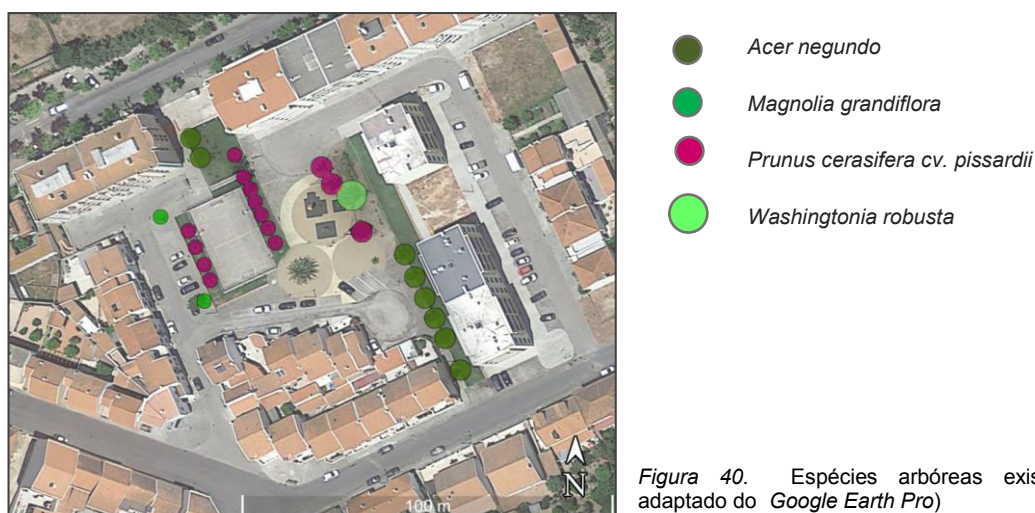 Acer negundo
Magnolia grandiflora
Prunus cerasifera cv. pissardii
Washingtonia robusta
N
100 m
Figura 40. Espécies arbóreas exis
adaptado do Google Earth Pro)